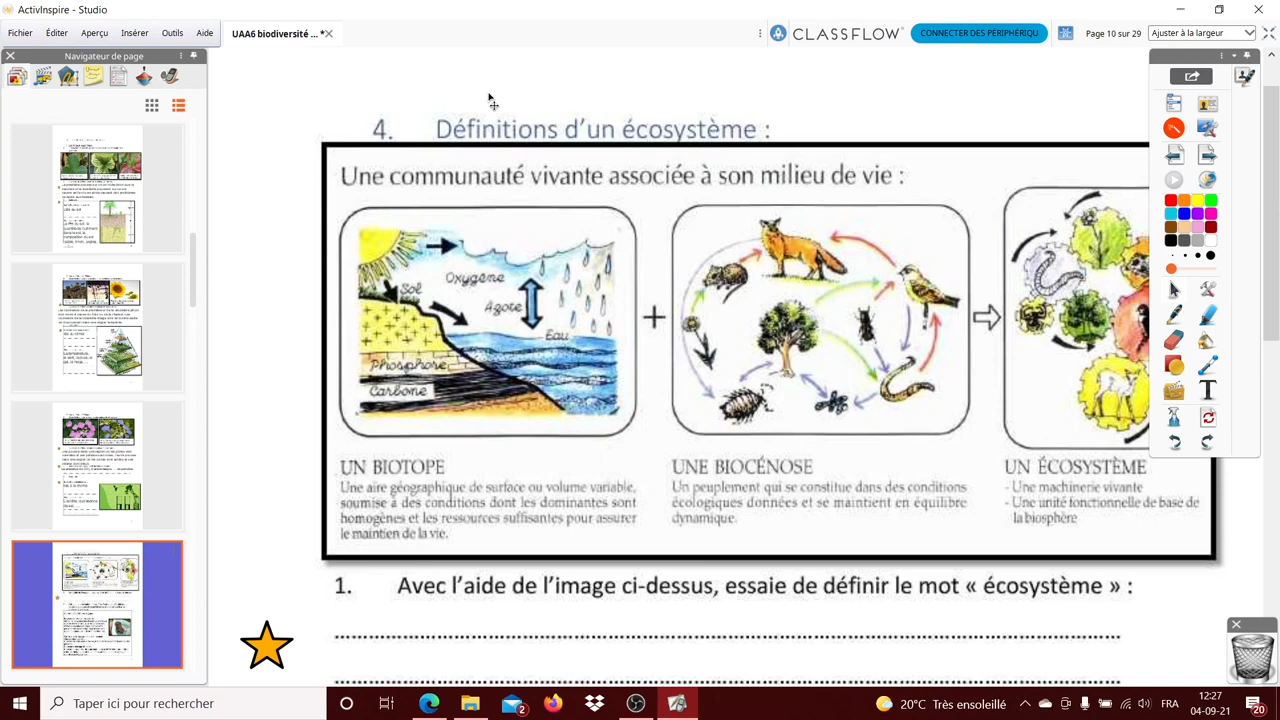 ActivInspire - Studio
Fichier Éditer Aperçu Insérer Outils Aide
UAA6 biodiversité ... *
CLASSFLOW
CONNECTER DES PÉRIPHÉRIQU
Page 10 sur 29
Ajuster à la largeur
Navigateur de page
4. Définitions d'un écosystème :
Une communauté vivante associée à son milieu de vie :
Oxygène
Sol
Agove
Eau
Phosphore
Carbone
+
UN BIOTOPE
Une aire géographique de surface ou volume variable,
soumise à des conditions dont les dominantes sont
homogènes et les ressources suffisantes pour assurer
le maintien de la vie.
UNE BIOCÉNOSE
Un peuplement qui se constitue dans des conditions
écologiques données et se maintient en équilibre
dynamique.
UN ÉCOSYSTÈME
- Une machinerie vivante
- Une unité fonctionnelle de base de
la biosphère
1. Avec l'aide de l'image ci-dessus, essaie de définir le mot « écosystème » :
T
Taper ici pour rechercher
2
20°C Très ensoleillé
FRA
12:27
04-09-21
20